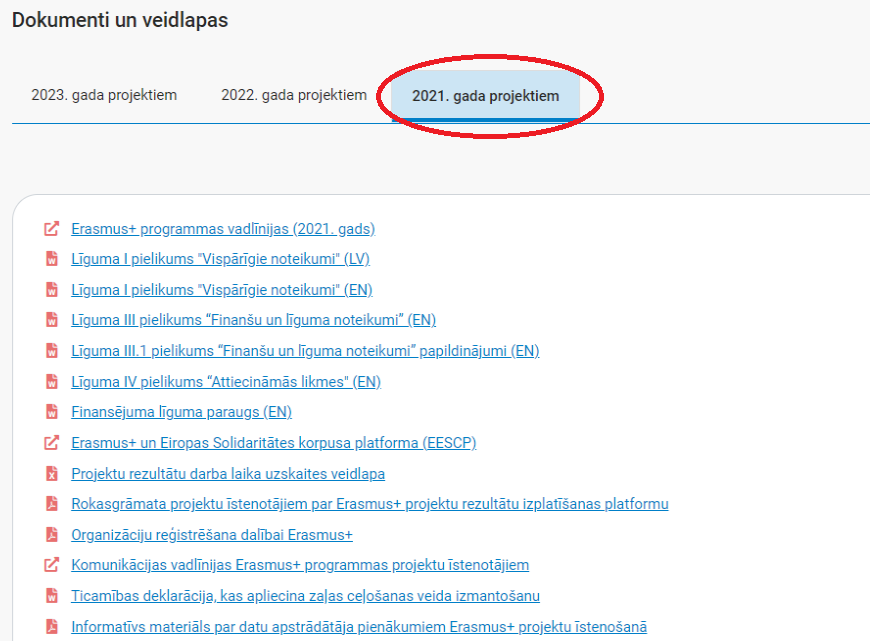 Dokumenti un veidlapas
2023. gada projektiem 2022. gada projektiem 2021. gada projektiem
Erasmus+ programmas vadlīnijas (2021. gads)
Līguma I pielikums "Vispārīgie noteikumi" (LV)
Līguma I pielikums "Vispārīgie noteikumi" (EN)
Līguma III pielikums “Finanšu un līguma noteikumi” (EN)
Līguma III.1 pielikums “Finanšu un līguma noteikumi” papildinājumi (EN)
Līguma IV pielikums “Attiecināmās likmes" (EN)
Finansējuma līguma paraugs (EN)
Erasmus+ un Eiropas Solidaritātes korpusa platforma (EESCP)
Projektu rezultātu darba laika uzskaites veidlapa
Rokasgrāmata projektu īstenotājiem par Erasmus+ projektu rezultātu izplatīšanas platformu
Organizāciju reģistrēšana dalībai Erasmus+
Komunikācijas vadlīnijas Erasmus+ programmas projektu īstenotājiem
Ticamības deklarācija, kas apliecina zaļas ceļošanas veida izmantošanu
Informatīvs materiāls par datu apstrādātāja pienākumiem Erasmus+ projektu īstenošanā